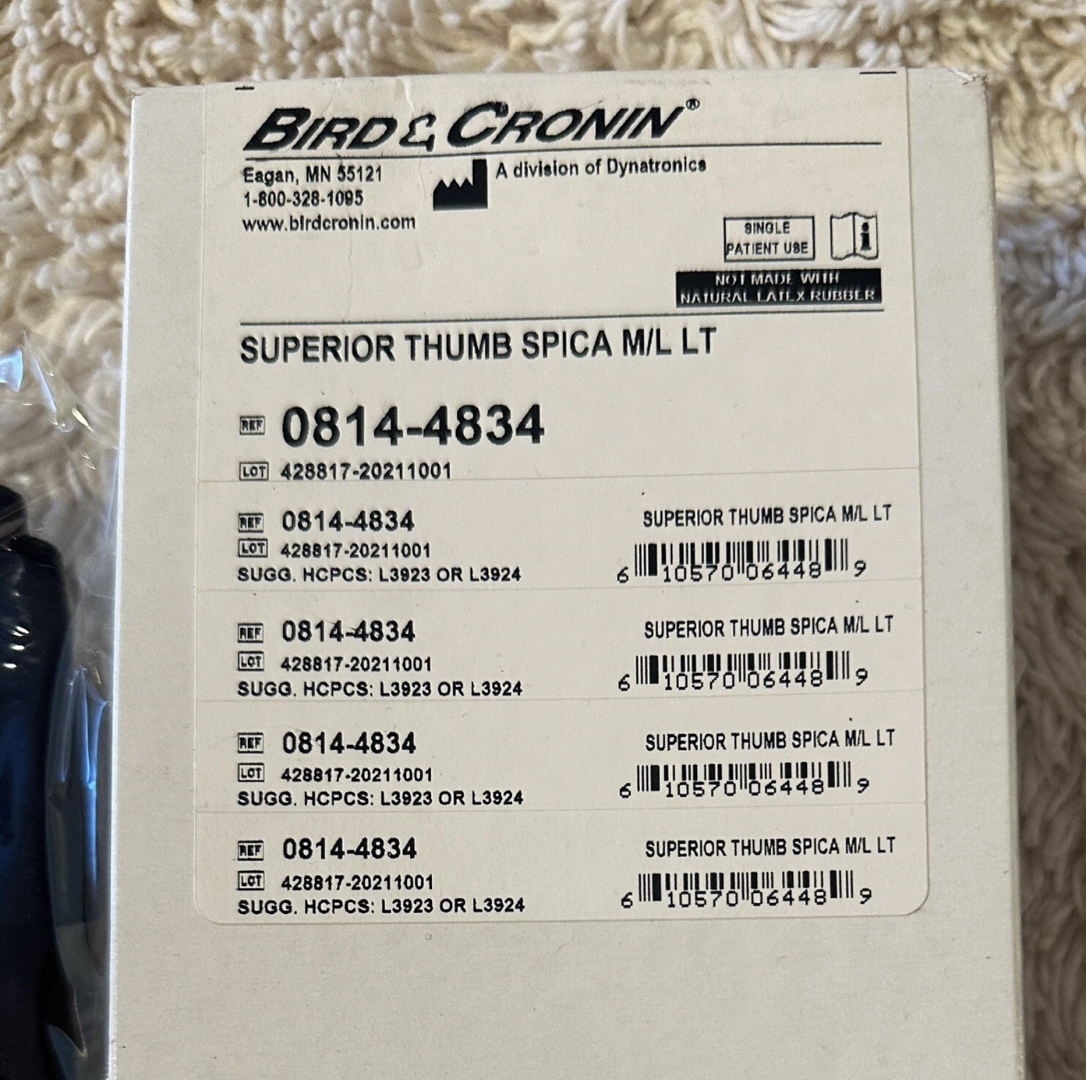 BIRD & CRONIN®
Eagan, MN 55121
1-800-328-1095
www.birdcronin.com
A division of Dynatronics
SINGLE
PATIENT USE
NOT MADE WITH
NATURAL LATEX RUBBER
SUPERIOR THUMB SPICA M/L LT
REF 0814-4834
LOT 428817-20211001
REF 0814-4834
LOT 428817-20211001
SUGG. HCPCS: L3923 OR L3924
SUPERIOR THUMB SPICA M/L LT
6 10570 06448 9
REF 0814-4834
LOT 428817-20211001
SUGG. HCPCS: L3923 OR L3924
SUPERIOR THUMB SPICA M/L LT
6 10570 06448 9
REF 0814-4834
LOT 428817-20211001
SUGG. HCPCS: L3923 OR L3924
SUPERIOR THUMB SPICA M/L LT
6 10570 06448 9
REF 0814-4834
LOT 428817-20211001
SUGG. HCPCS: L3923 OR L3924
SUPERIOR THUMB SPICA M/L LT
6 10570 06448 9